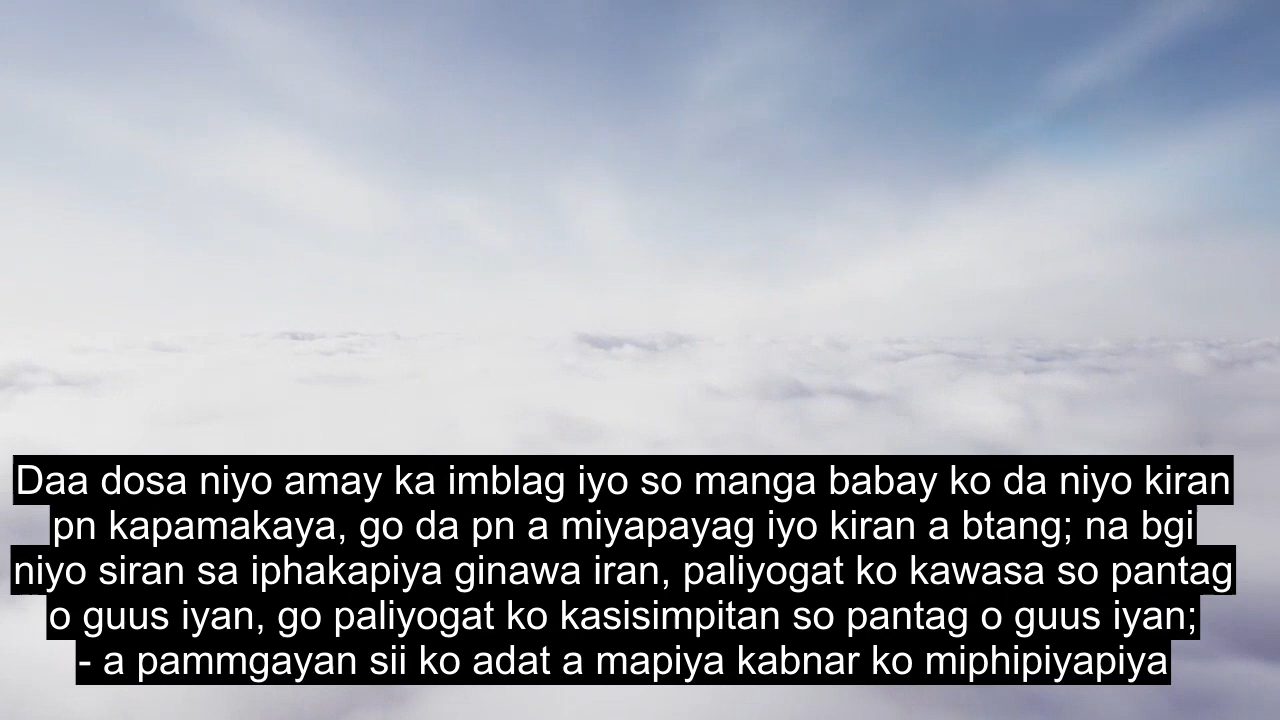 Daa dosa niyo amay ka imblag iyo so manga babay ko da niyo kiran
pn kapamakaya, go da pn a miyapayag iyo kiran a btang; na bgi
niyo siran sa iphakapiya ginawa iran, paliyogat ko kawasa so pantag
o guus iyan, go paliyogat ko kasisimpitan so pantag o guus iyan;
- a pammgayan sii ko adat a mapiya kabnar ko miphipiyapiya